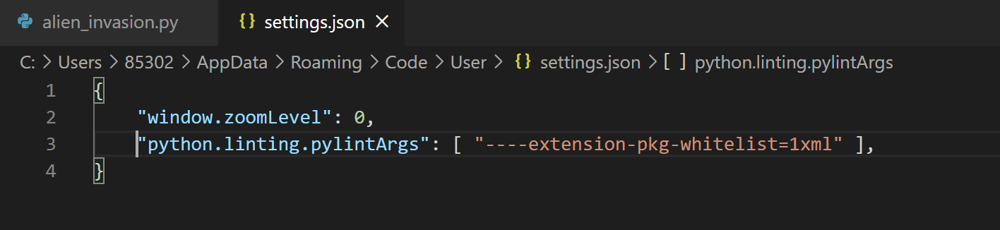 alien_invasion.py {} settings.json ×
C: > Users > 85302 > AppData > Roaming > Code > User > {} settings.json > [ ] python.linting.pylintArgs
1 {
2 "window.zoomLevel": 0,
3 "python.linting.pylintArgs": [ "----extension-pkg-whitelist=1xml" ],
4 }